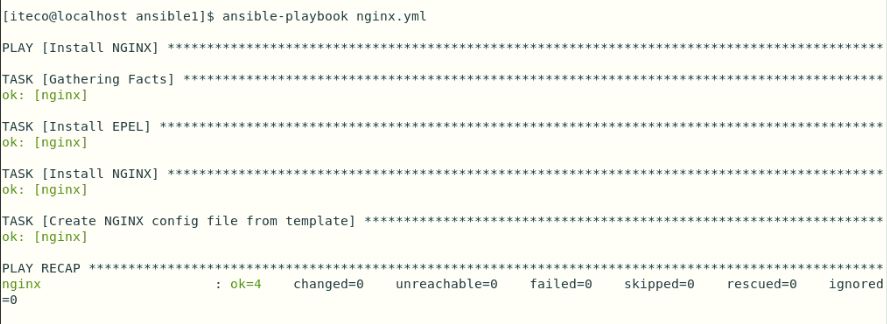 [iteco@localhost ansible1]$ ansible-playbook nginx.yml
PLAY [Install NGINX] *******************************************************************************************
TASK [Gathering Facts] *****************************************************************************************
ok: [nginx]
TASK [Install EPEL] ********************************************************************************************
ok: [nginx]
TASK [Install NGINX] *******************************************************************************************
ok: [nginx]
TASK [Create NGINX config file from template] ******************************************************************
ok: [nginx]
PLAY RECAP *****************************************************************************************************
nginx                      : ok=4    changed=0    unreachable=0    failed=0    skipped=0    rescued=0    ignored
=0